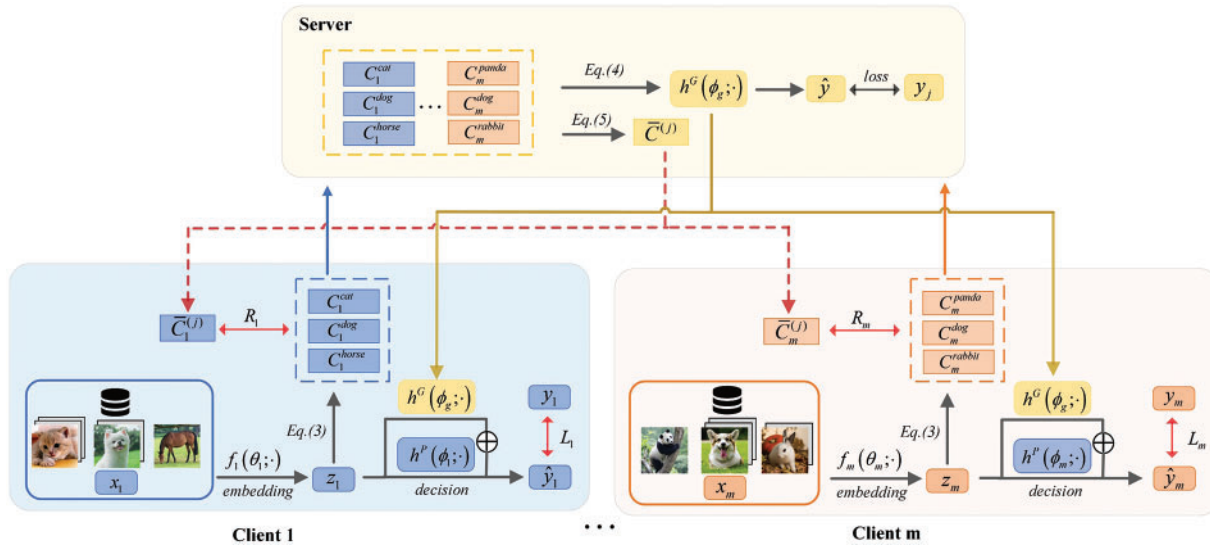 Server
C_1^{cat} C_m^{panda}
C_1^{dog} ... C_m^{dog}
C_1^{horse} C_m^{rabbit}
Eq.(4) h^G(ϕ_g;·) ŷ loss y_j
Eq.(5) C̅^{(j)}
C̅_1^{(j)} R_1
C_1^{cat}
C_1^{dog}
C_1^{horse}
h^G(ϕ_g;·) y_1
Eq.(3) L_1
h^P(ϕ_1;·)
x_1 f_1(θ_1;·) z_1 ŷ_1
embedding decision
Client 1
...
C̅_m^{(j)} R_m
C_m^{panda}
C_m^{dog}
C_m^{rabbit}
h^G(ϕ_g;·) y_m
Eq.(3) L_m
h^P(ϕ_m;·)
x_m f_m(θ_m;·) z_m ŷ_m
embedding decision
Client m